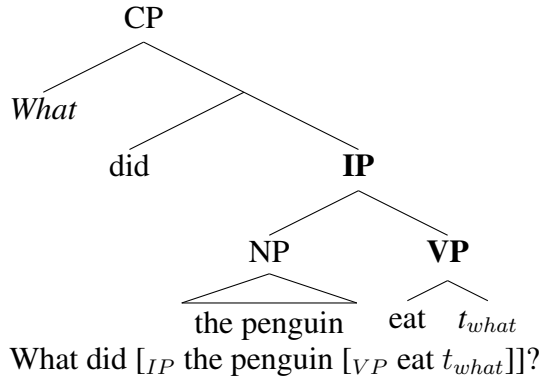 CP
What
did IP
NP VP
the penguin eat t_what
What did [_IP the penguin [_VP eat t_what]]?